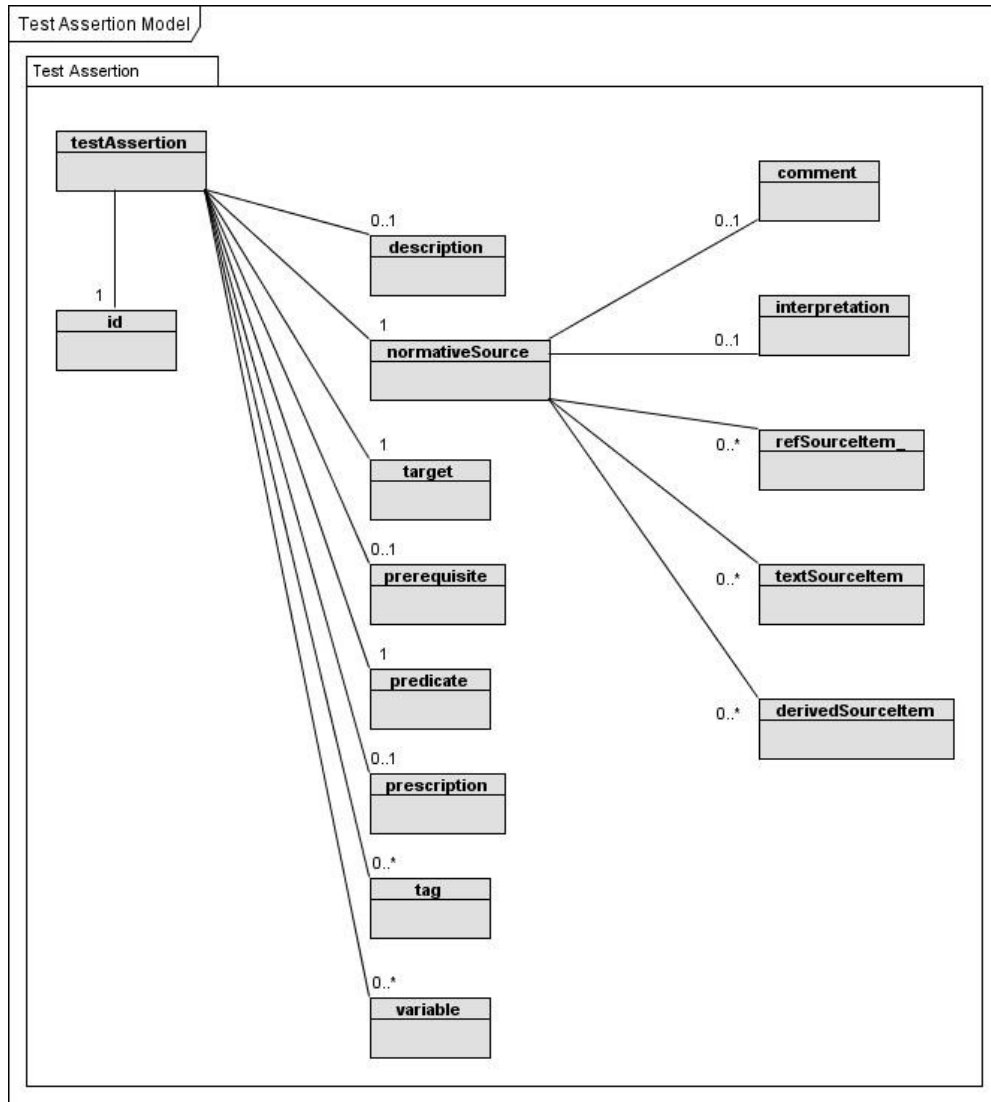 Test Assertion Model
Test Assertion
testAssertion
1
id
0..1
description
1
normativeSource
1
target
0..1
prerequisite
1
predicate
0..1
prescription
0..*
tag
0..*
variable
0..1
comment
0..1
interpretation
0..*
refSourceItem_
0..*
textSourceItem
0..*
derivedSourceItem